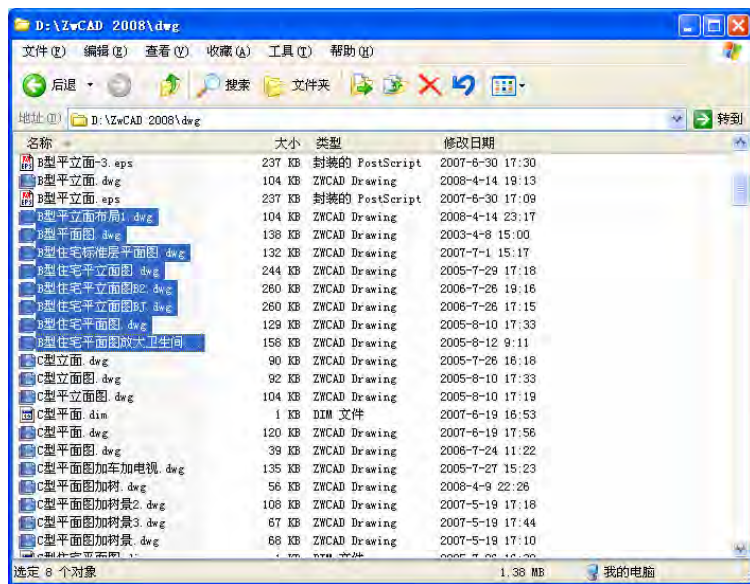 D:\ZwCAD 2008\dwg
文件(F) 编辑(E) 查看(V) 收藏(A) 工具(T) 帮助(H)
后退 搜索 文件夹
地址(D) D:\ZwCAD 2008\dwg 转到
名称 大小 类型 修改日期
B型平立面-3.eps 237 KB 封装的 PostScript 2007-6-30 17:30
B型平立面.dwg 104 KB ZWCAD Drawing 2008-4-14 19:13
B型平立面.eps 237 KB 封装的 PostScript 2007-6-30 17:09
B型平立面布局1.dwg 104 KB ZWCAD Drawing 2008-4-14 23:17
B型平面图.dwg 138 KB ZWCAD Drawing 2003-4-8 15:00
B型住宅标准层平面图.dwg 132 KB ZWCAD Drawing 2007-7-1 15:17
B型住宅平立面图.dwg 244 KB ZWCAD Drawing 2005-7-29 17:18
B型住宅平立面图B2.dwg 260 KB ZWCAD Drawing 2006-7-26 19:16
B型住宅平立面图BJ.dwg 260 KB ZWCAD Drawing 2006-7-26 17:15
B型住宅平面图.dwg 129 KB ZWCAD Drawing 2005-8-10 17:33
B型住宅平面图放大卫生间 158 KB ZWCAD Drawing 2005-8-12 9:11
C型立面.dwg 90 KB ZWCAD Drawing 2005-7-26 16:18
C型立面图.dwg 92 KB ZWCAD Drawing 2005-8-10 17:33
C型平立面图.dwg 104 KB ZWCAD Drawing 2005-8-10 17:19
C型平面.dim 1 KB DIM 文件 2007-6-19 16:53
C型平面.dwg 120 KB ZWCAD Drawing 2007-6-19 17:56
C型平面图.dwg 39 KB ZWCAD Drawing 2006-7-24 11:22
C型平面图加车加电视.dwg 135 KB ZWCAD Drawing 2005-7-27 15:23
C型平面图加树.dwg 56 KB ZWCAD Drawing 2008-4-9 22:26
C型平面图加树景2.dwg 108 KB ZWCAD Drawing 2007-5-19 17:18
C型平面图加树景3.dwg 67 KB ZWCAD Drawing 2007-5-19 17:44
C型平面图加树景.dwg 68 KB ZWCAD Drawing 2007-5-19 17:10
选定 8 个对象 1.38 MB 我的电脑